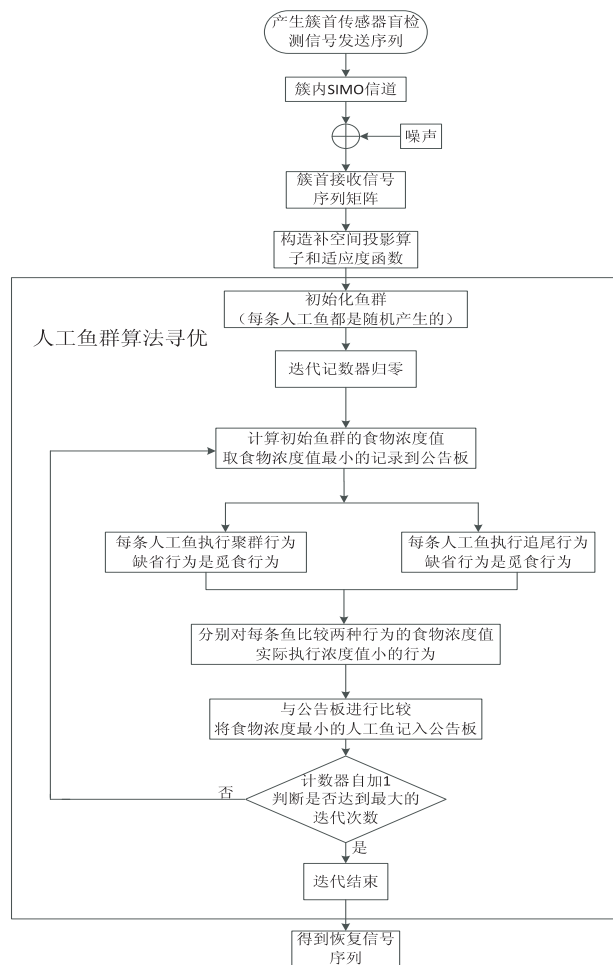 产生簇首传感器盲检
测信号发送序列
簇内SIMO信道
噪声
簇首接收信号
序列矩阵
构造补空间投影算
子和适应度函数
人工鱼群算法寻优
初始化鱼群
（每条人工鱼都是随机产生的）
迭代记数器归零
计算初始鱼群的食物浓度值
取食物浓度值最小的记录到公告板
每条人工鱼执行聚群行为
缺省行为是觅食行为
每条人工鱼执行追尾行为
缺省行为是觅食行为
分别对每条鱼比较两种行为的食物浓度值
实际执行浓度值小的行为
与公告板进行比较
将食物浓度最小的人工鱼记入公告板
否
计数器自加1
判断是否达到最大的
迭代次数
是
迭代结束
得到恢复信号
序列